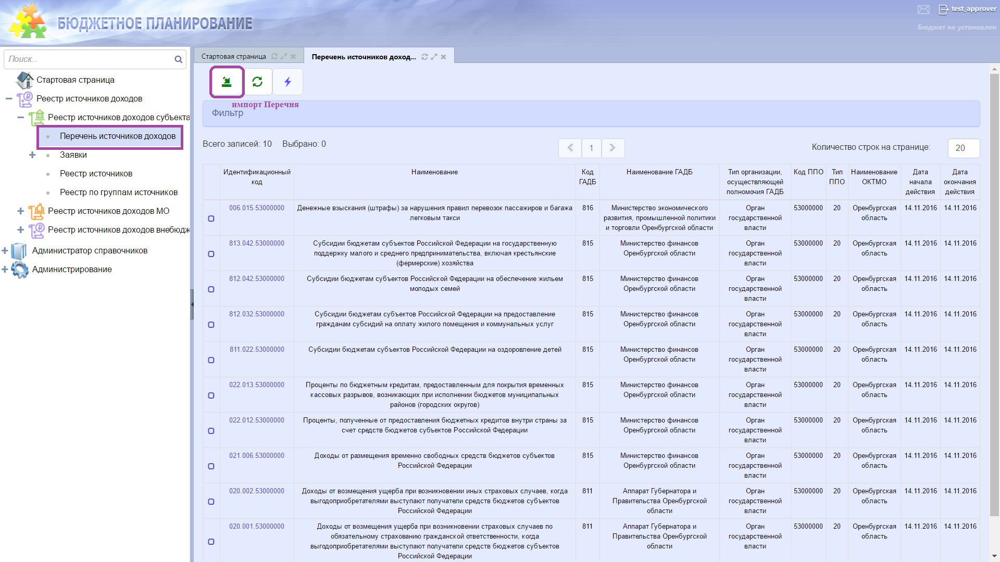 БЮДЖЕТНОЕ ПЛАНИРОВАНИЕ
test_approver
Бюджет не установлен
Поиск...
Стартовая страница
Реестр источников доходов
Реестр источников доходов субъекта
Перечень источников доходов
Заявки
Реестр источников
Реестр по группам источников
Реестр источников доходов МО
Реестр источников доходов внебюдж
Администратор справочников
Администрирование
Стартовая страница
Перечень источников доход...
импорт Перечня
Фильтр
Всего записей: 10 Выбрано: 0
1
Количество строк на странице: 20
Идентификационный код
Наименование
Код ГАДБ
Наименование ГАДБ
Тип организации, осуществляющей полномочия ГАДБ
Код ППО
Тип ППО
Наименование ОКТМО
Дата начала действия
Дата окончания действия
006.015.53000000
Денежные взыскания (штрафы) за нарушения правил перевозок пассажиров и багажа
легковым такси
816
Министерство экономического
развития, промышленной политики
и торговли Оренбургской области
Орган
государственной
власти
53000000
20
Оренбургская
область
14.11.2016
14.11.2016
813.042.53000000
Субсидии бюджетам субъектов Российской Федерации на государственную
поддержку малого и среднего предпринимательства, включая крестьянские
(фермерские) хозяйства
815
Министерство финансов
Оренбургской области
Орган
государственной
власти
53000000
20
Оренбургская
область
14.11.2016
14.11.2016
812.042.53000000
Субсидии бюджетам субъектов Российской Федерации на обеспечение жильем
молодых семей
815
Министерство финансов
Оренбургской области
Орган
государственной
власти
53000000
20
Оренбургская
область
14.11.2016
14.11.2016
812.032.53000000
Субсидии бюджетам субъектов Российской Федерации на предоставление
гражданам субсидий на оплату жилого помещения и коммунальных услуг
815
Министерство финансов
Оренбургской области
Орган
государственной
власти
53000000
20
Оренбургская
область
14.11.2016
14.11.2016
811.022.53000000
Субсидии бюджетам субъектов Российской Федерации на оздоровление детей
815
Министерство финансов
Оренбургской области
Орган
государственной
власти
53000000
20
Оренбургская
область
14.11.2016
14.11.2016
022.013.53000000
Проценты по бюджетным кредитам, предоставленным для покрытия временных
кассовых разрывов, возникающих при исполнении бюджетов муниципальных
районов (городских округов)
815
Министерство финансов
Оренбургской области
Орган
государственной
власти
53000000
20
Оренбургская
область
14.11.2016
14.11.2016
022.012.53000000
Проценты, полученные от предоставления бюджетных кредитов внутри страны за
счет средств бюджетов субъектов Российской Федерации
815
Министерство финансов
Оренбургской области
Орган
государственной
власти
53000000
20
Оренбургская
область
14.11.2016
14.11.2016
021.006.53000000
Доходы от размещения временно свободных средств бюджетов субъектов
Российской Федерации
815
Министерство финансов
Оренбургской области
Орган
государственной
власти
53000000
20
Оренбургская
область
14.11.2016
14.11.2016
020.002.53000000
Доходы от возмещения ущерба при возникновении иных страховых случаев, когда
выгодоприобретателями выступают получатели средств бюджетов субъектов
Российской Федерации
811
Аппарат Губернатора и
Правительства Оренбургской
области
Орган
государственной
власти
53000000
20
Оренбургская
область
14.11.2016
14.11.2016
020.001.53000000
Доходы от возмещения ущерба при возникновении страховых случаев по
обязательному страхованию гражданской ответственности, когда
выгодоприобретателями выступают получатели средств бюджетов субъектов
Российской Федерации
811
Аппарат Губернатора и
Правительства Оренбургской
области
Орган
государственной
власти
53000000
20
Оренбургская
область
14.11.2016
14.11.2016